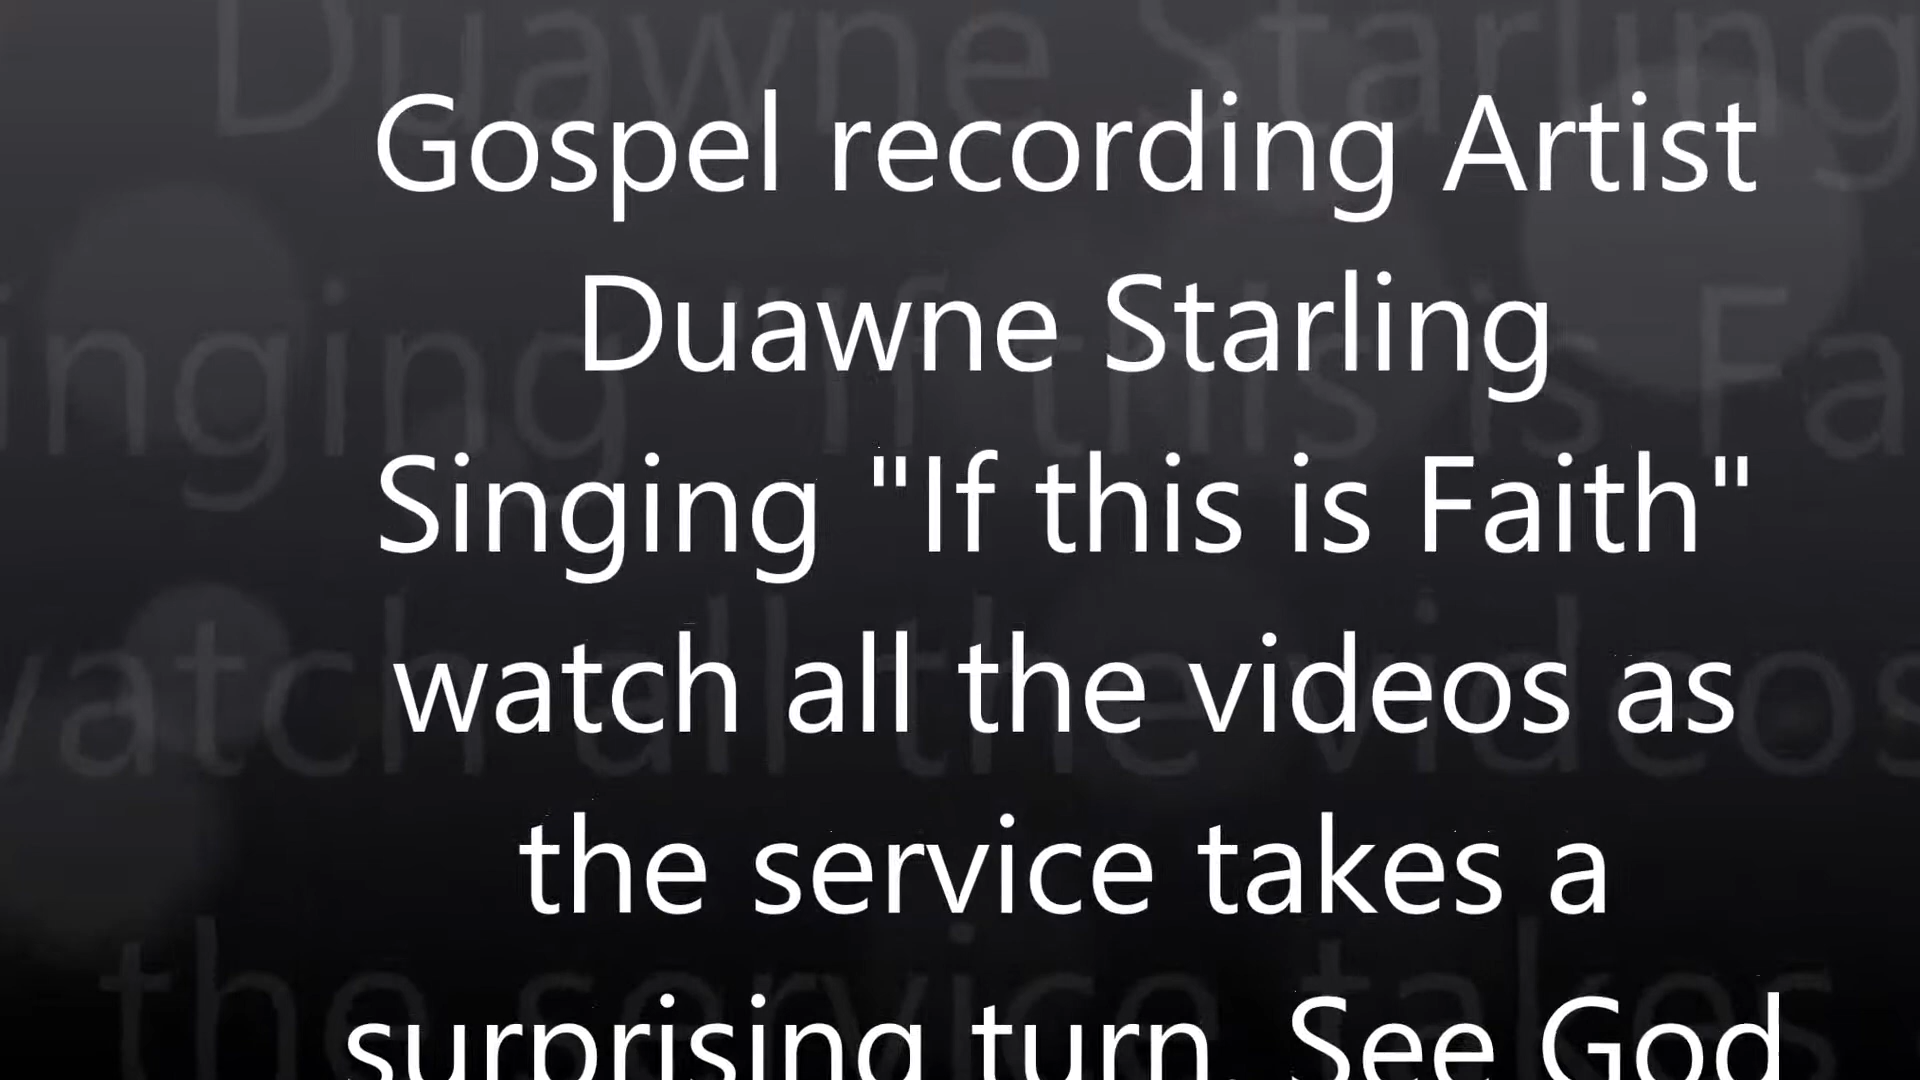 Gospel recording Artist
Duawne Starling
Singing "If this is Faith"
watch all the videos as
the service takes a
surprising turn. See God